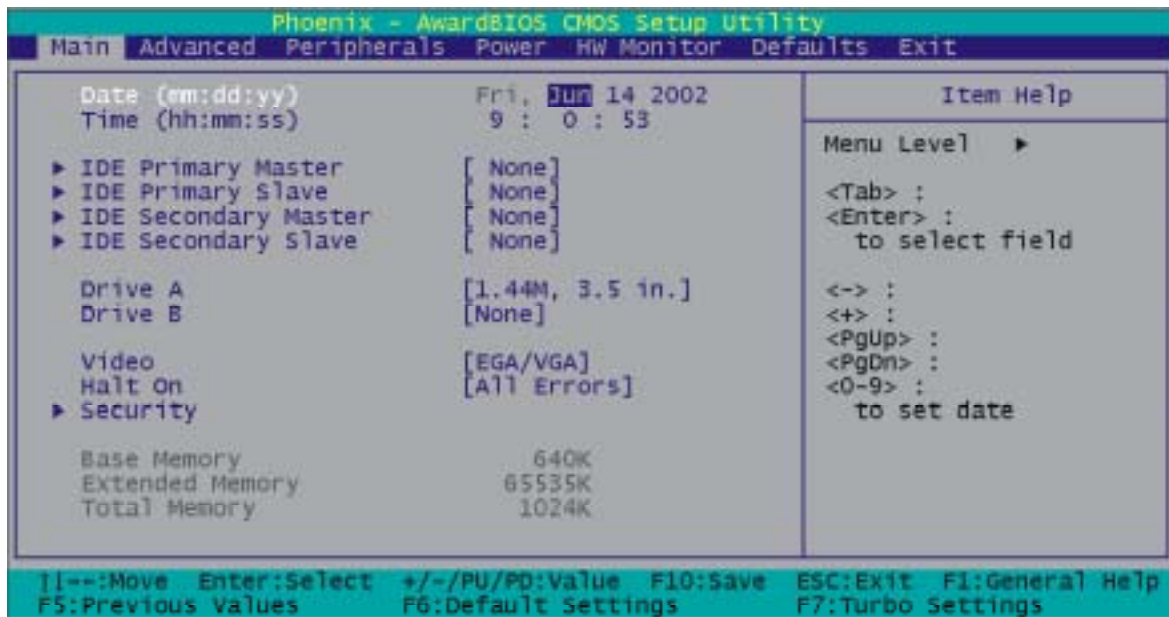 Phoenix - AwardBIOS CMOS Setup Utility
Main Advanced Peripherals Power HW Monitor Defaults Exit
Date (mm:dd:yy) Fri, Jun 14 2002
Time (hh:mm:ss) 9 : 0 : 53
▶ IDE Primary Master [ None]
▶ IDE Primary Slave [ None]
▶ IDE Secondary Master [ None]
▶ IDE Secondary Slave [ None]
Drive A [1.44M, 3.5 in.]
Drive B [None]
Video [EGA/VGA]
Halt On [All Errors]
▶ Security
Base Memory 640K
Extended Memory 65535K
Total Memory 1024K
Item Help
Menu Level ▶
<Tab> :
<Enter> :
to select field
<-> :
<+> :
<PgUp> :
<PgDn> :
<0-9> :
to set date
↑↓--:Move Enter:Select +/-/PU/PD:Value F10:Save ESC:Exit F1:General Help
F5:Previous Values F6:Default Settings F7:Turbo Settings